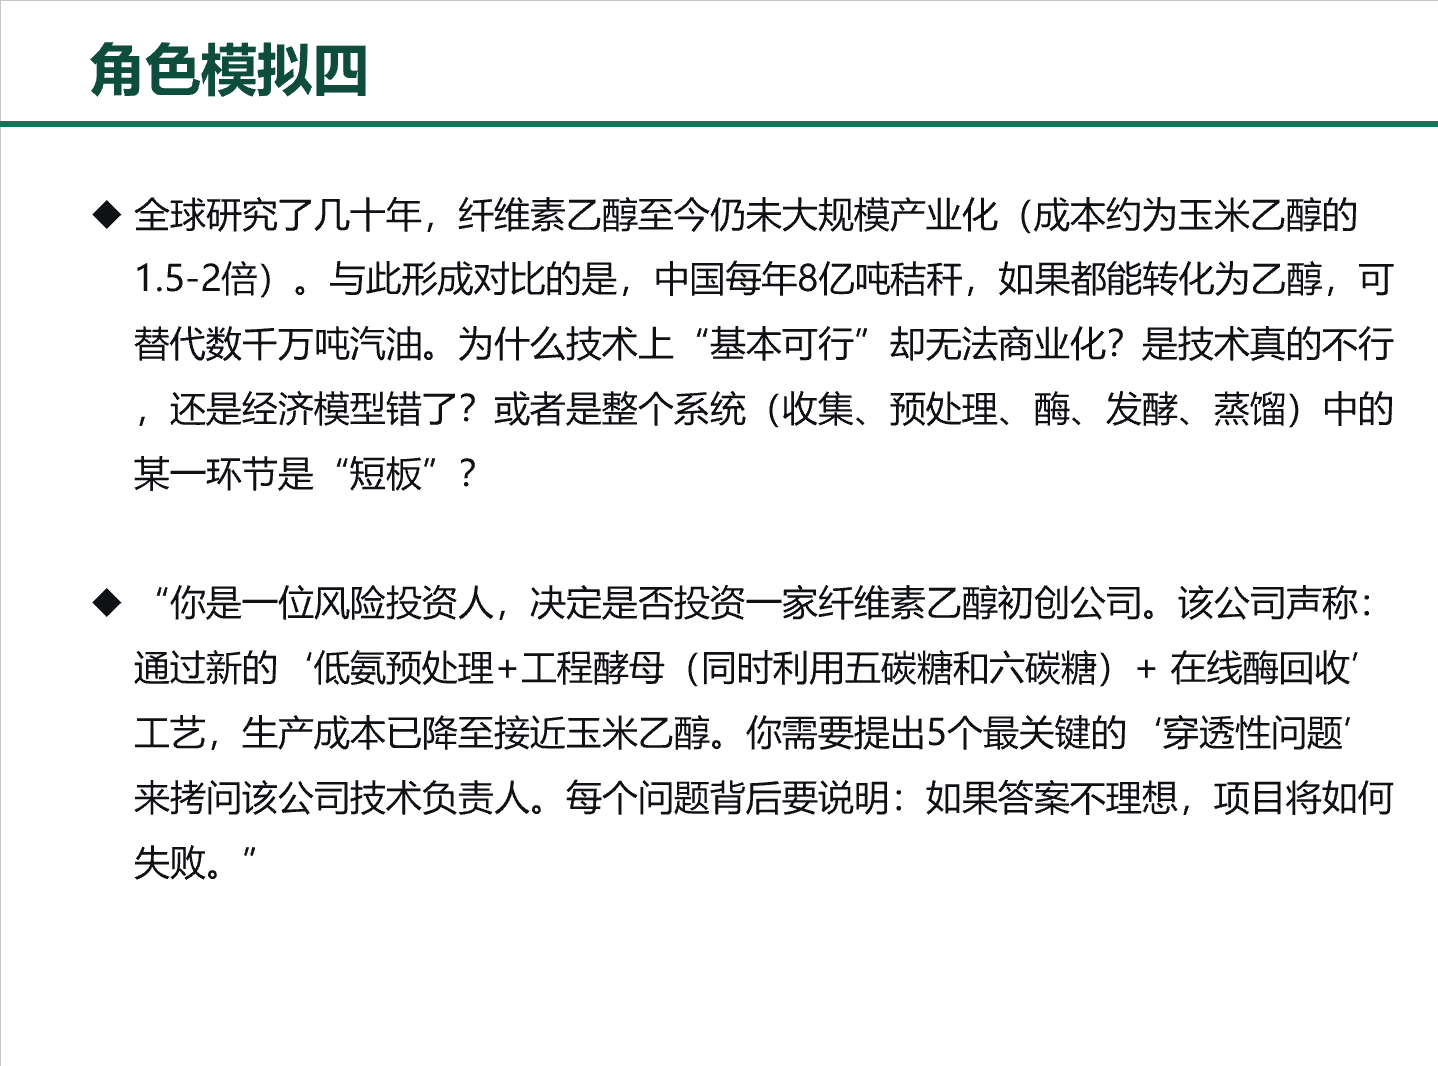 角色模拟四
◆ 全球研究了几十年，纤维素乙醇至今仍未大规模产业化（成本约为玉米乙醇的
1.5-2倍）。与此形成对比的是，中国每年8亿吨秸秆，如果都能转化为乙醇，可
替代数千万吨汽油。为什么技术上“基本可行”却无法商业化？是技术真的不行
，还是经济模型错了？或者是整个系统（收集、预处理、酶、发酵、蒸馏）中的
某一环节是“短板”？
◆ “你是一位风险投资人，决定是否投资一家纤维素乙醇初创公司。该公司声称：
通过新的‘低氨预处理+工程酵母（同时利用五碳糖和六碳糖）+ 在线酶回收’
工艺，生产成本已降至接近玉米乙醇。你需要提出5个最关键的‘穿透性问题’
来拷问该公司技术负责人。每个问题背后要说明：如果答案不理想，项目将如何
失败。”